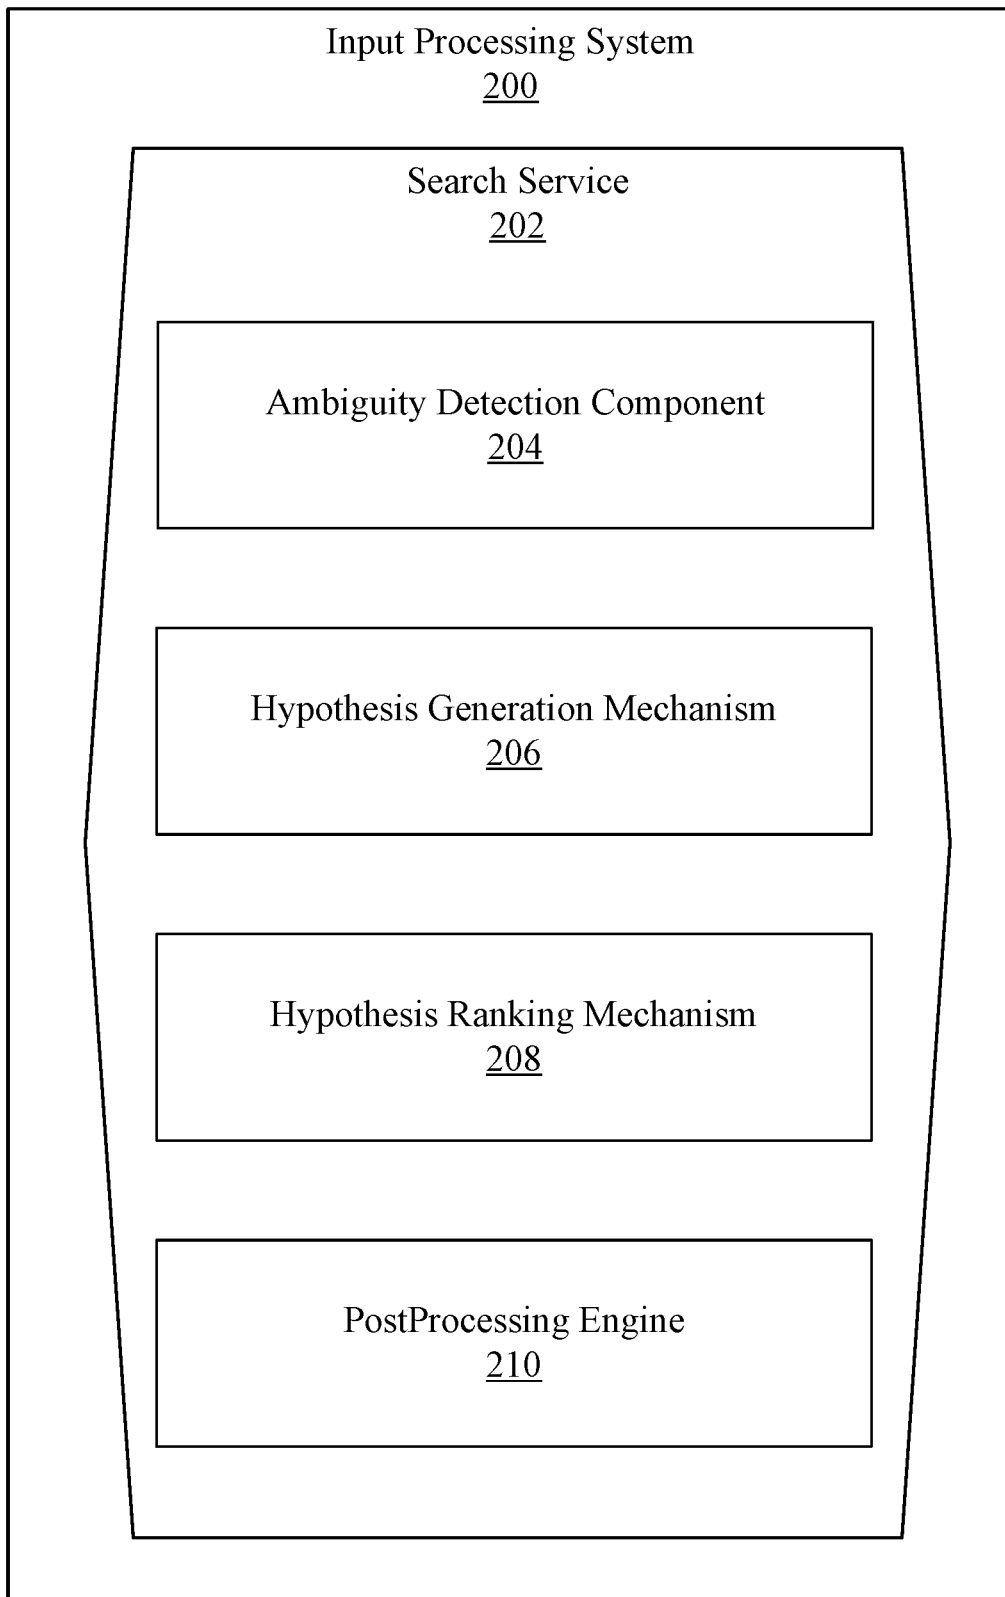 Input Processing System
200
Search Service
202
Ambiguity Detection Component
204
Hypothesis Generation Mechanism
206
Hypothesis Ranking Mechanism
208
PostProcessing Engine
210